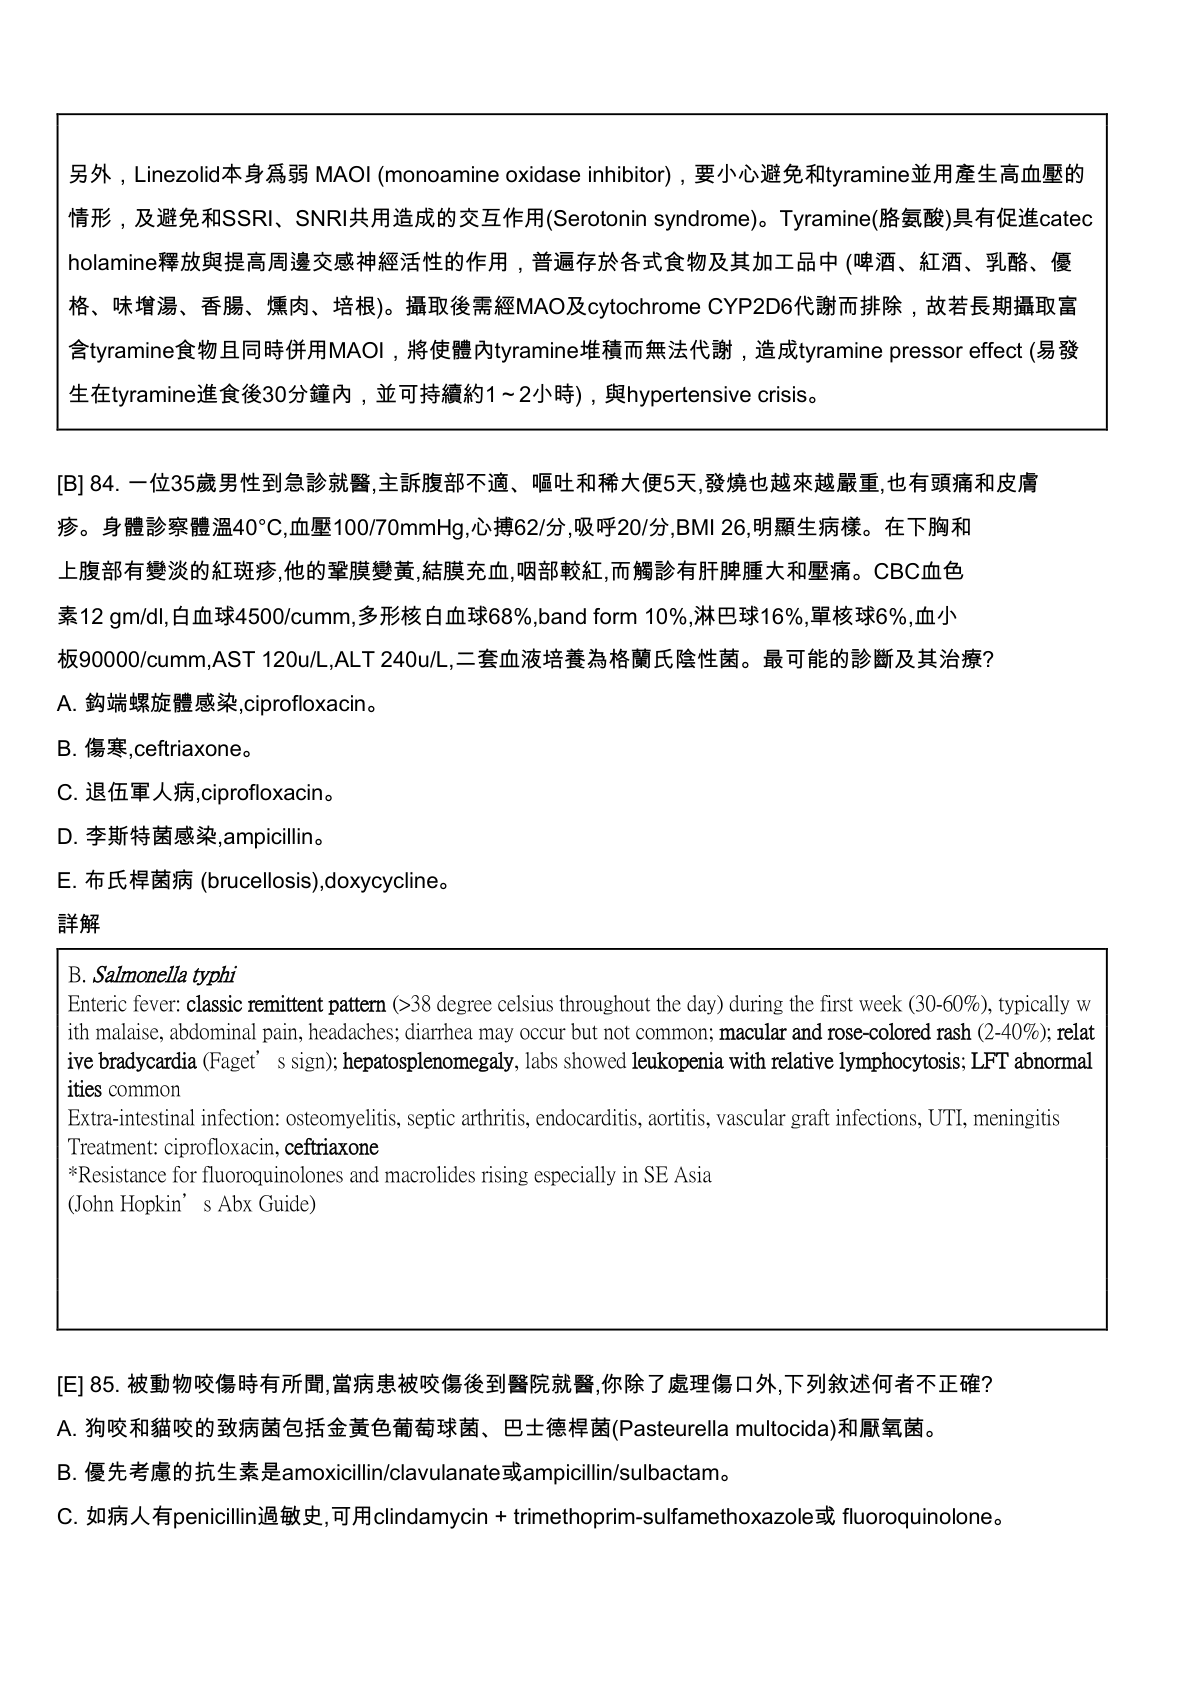 另外，Linezolid本身爲弱 MAOI (monoamine oxidase inhibitor)，要小心避免和tyramine並用產生高血壓的
情形，及避免和SSRI、SNRI共用造成的交互作用(Serotonin syndrome)。Tyramine(胳氨酸)具有促進catec
holamine釋放與提高周邊交感神經活性的作用，普遍存於各式食物及其加工品中 (啤酒、紅酒、乳酪、優
格、味增湯、香腸、燻肉、培根)。攝取後需經MAO及cytochrome CYP2D6代謝而排除，故若長期攝取富
含tyramine食物且同時併用MAOI，將使體內tyramine堆積而無法代謝，造成tyramine pressor effect (易發
生在tyramine進食後30分鐘內，並可持續約1～2小時)，與hypertensive crisis。
[B] 84. 一位35歲男性到急診就醫,主訴腹部不適、嘔吐和稀大便5天,發燒也越來越嚴重,也有頭痛和皮膚
疹。身體診察體溫40°C,血壓100/70mmHg,心搏62/分,吸呼20/分,BMI 26,明顯生病樣。在下胸和
上腹部有變淡的紅斑疹,他的鞏膜變黃,結膜充血,咽部較紅,而觸診有肝脾腫大和壓痛。CBC血色
素12 gm/dl,白血球4500/cumm,多形核白血球68%,band form 10%,淋巴球16%,單核球6%,血小
板90000/cumm,AST 120u/L,ALT 240u/L,二套血液培養為格蘭氏陰性菌。最可能的診斷及其治療?
A. 鈎端螺旋體感染,ciprofloxacin。
B. 傷寒,ceftriaxone。
C. 退伍軍人病,ciprofloxacin。
D. 李斯特菌感染,ampicillin。
E. 布氏桿菌病 (brucellosis),doxycycline。
詳解
B. Salmonella typhi
Enteric fever: classic remittent pattern (>38 degree celsius throughout the day) during the first week (30-60%), typically w
ith malaise, abdominal pain, headaches; diarrhea may occur but not common; macular and rose-colored rash (2-40%); relat
ive bradycardia (Faget’s sign); hepatosplenomegaly, labs showed leukopenia with relative lymphocytosis; LFT abnormal
ities common
Extra-intestinal infection: osteomyelitis, septic arthritis, endocarditis, aortitis, vascular graft infections, UTI, meningitis
Treatment: ciprofloxacin, ceftriaxone
*Resistance for fluoroquinolones and macrolides rising especially in SE Asia
(John Hopkin’s Abx Guide)
[E] 85. 被動物咬傷時有所聞,當病患被咬傷後到醫院就醫,你除了處理傷口外,下列敘述何者不正確?
A. 狗咬和貓咬的致病菌包括金黃色葡萄球菌、巴士德桿菌(Pasteurella multocida)和厭氧菌。
B. 優先考慮的抗生素是amoxicillin/clavulanate或ampicillin/sulbactam。
C. 如病人有penicillin過敏史,可用clindamycin + trimethoprim-sulfamethoxazole或 fluoroquinolone。